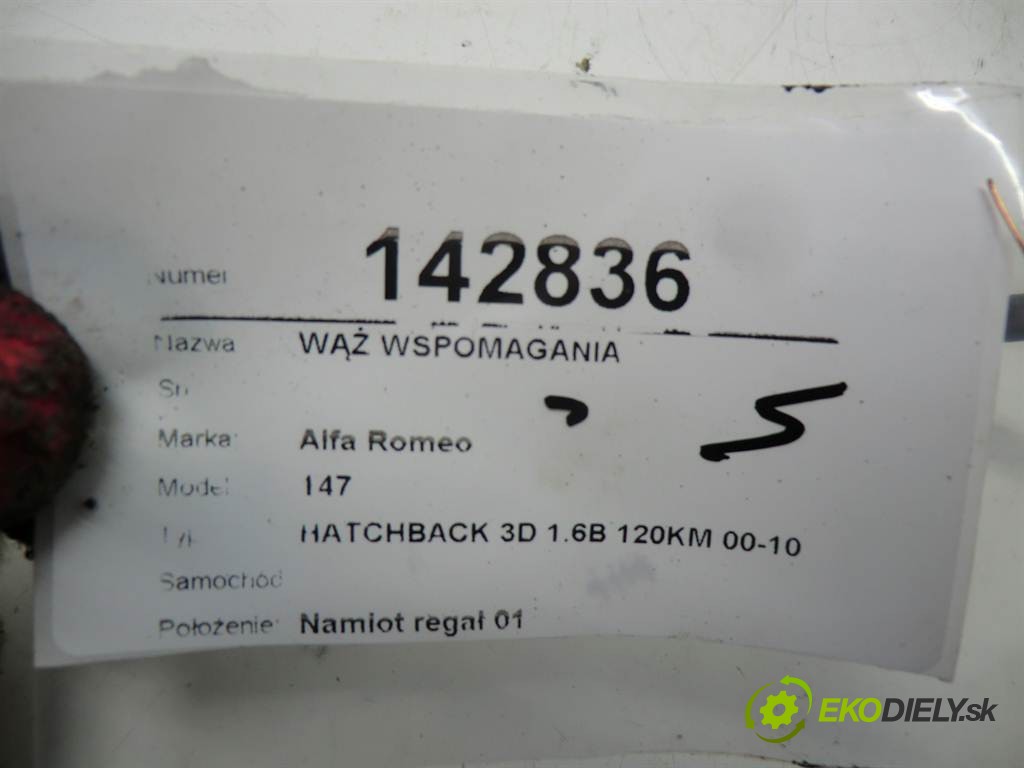 Numer 142836
Nazwa WĄŻ WSPOMAGANIA
Marka: Alfa Romeo
Model: 147
HATCHBACK 3D 1.6B 120KM 00-10
Samochód
Położenie: Namiot regał 01
EKODIELY.sk